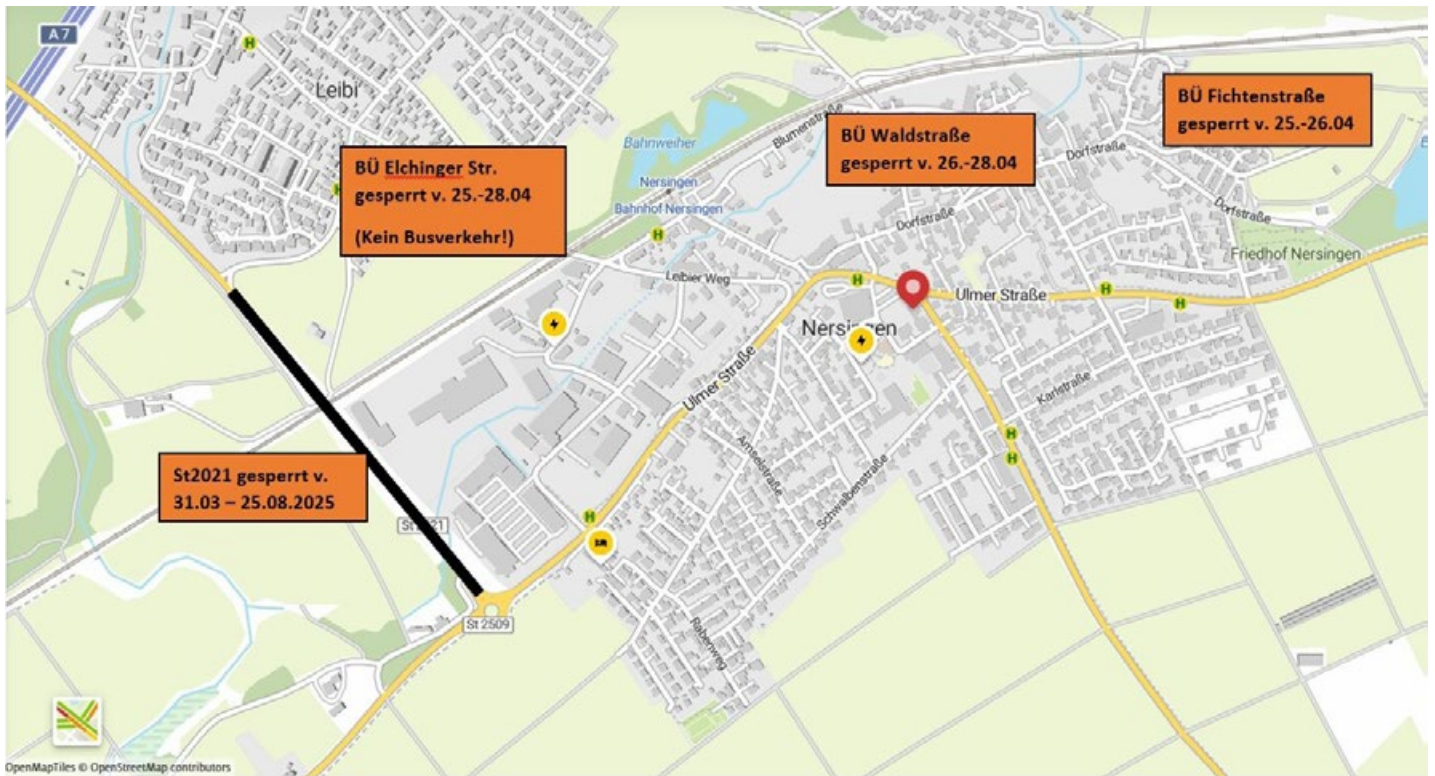 A 7
Leibi
BÜ Fichtenstraße
gesperrt v. 25.-26.04
BÜ Waldstraße
gesperrt v. 26.-28.04
BÜ Elchinger Str.
gesperrt v. 25.-28.04
(Kein Busverkehr!)
Blumenstraße
Bahnweiher
Nersingen
Bahnhof Nersingen
Dorfstraße
Dorfstraße
Dorfstraße
Friedhof Nersingen
Leibier Weg
H
H
H
H
H
H
H
H
H
Ulmer Straße
Nersingen
Ulmer Straße
Karlstraße
Amselstraße
Schwalbenstraße
St2021 gesperrt v.
31.03 – 25.08.2025
St 2021
St 2509
Rabenweg
OpenMapTiles © OpenStreetMap contributors